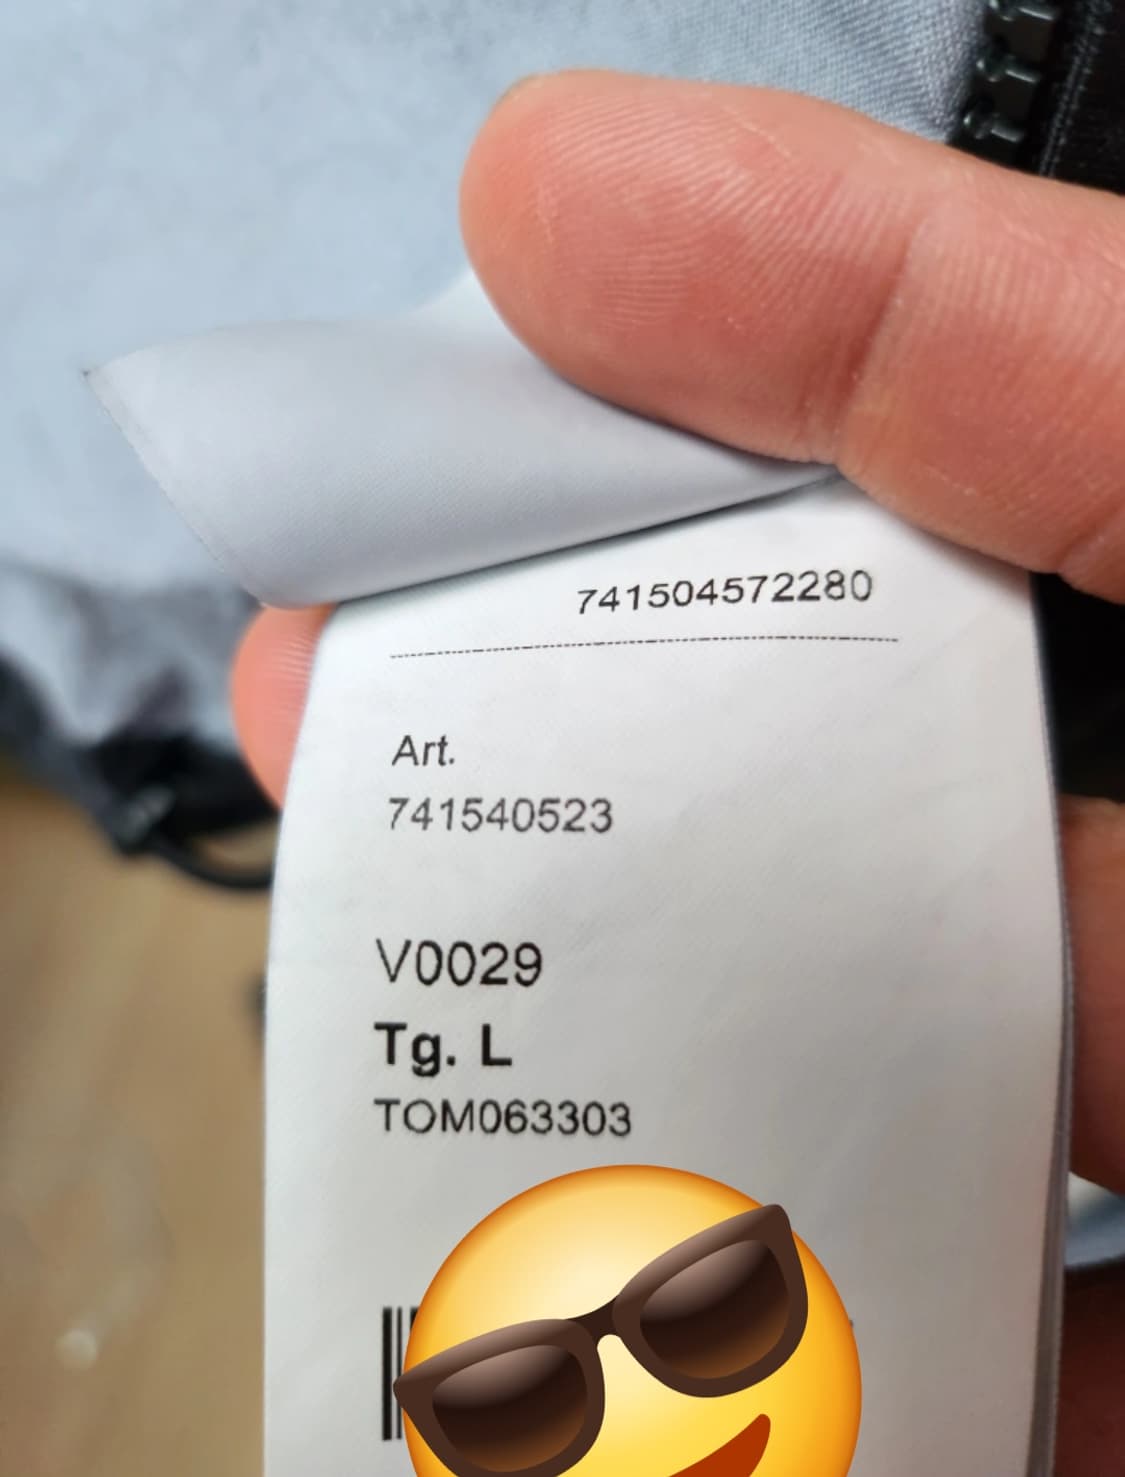 741504572280
Art.
741540523
V0029
Tg. L
TOM063303